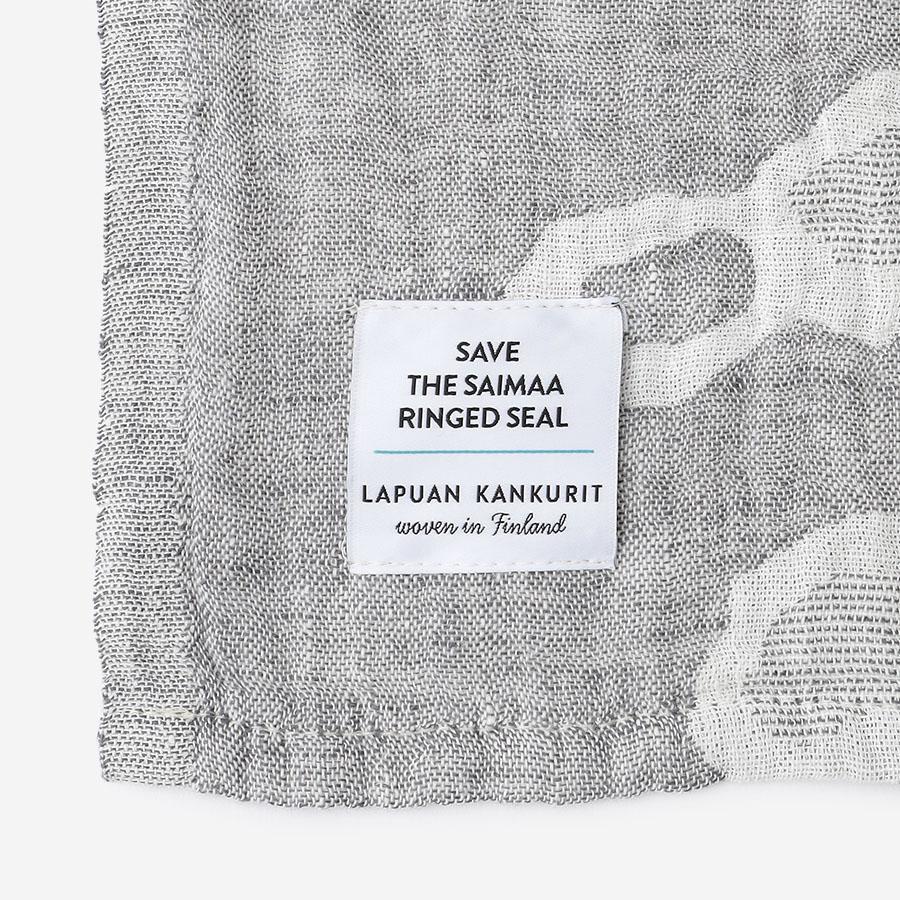 SAVE
THE SAIMAA
RINGED SEAL
LAPUAN KANKURIT
woven in Finland